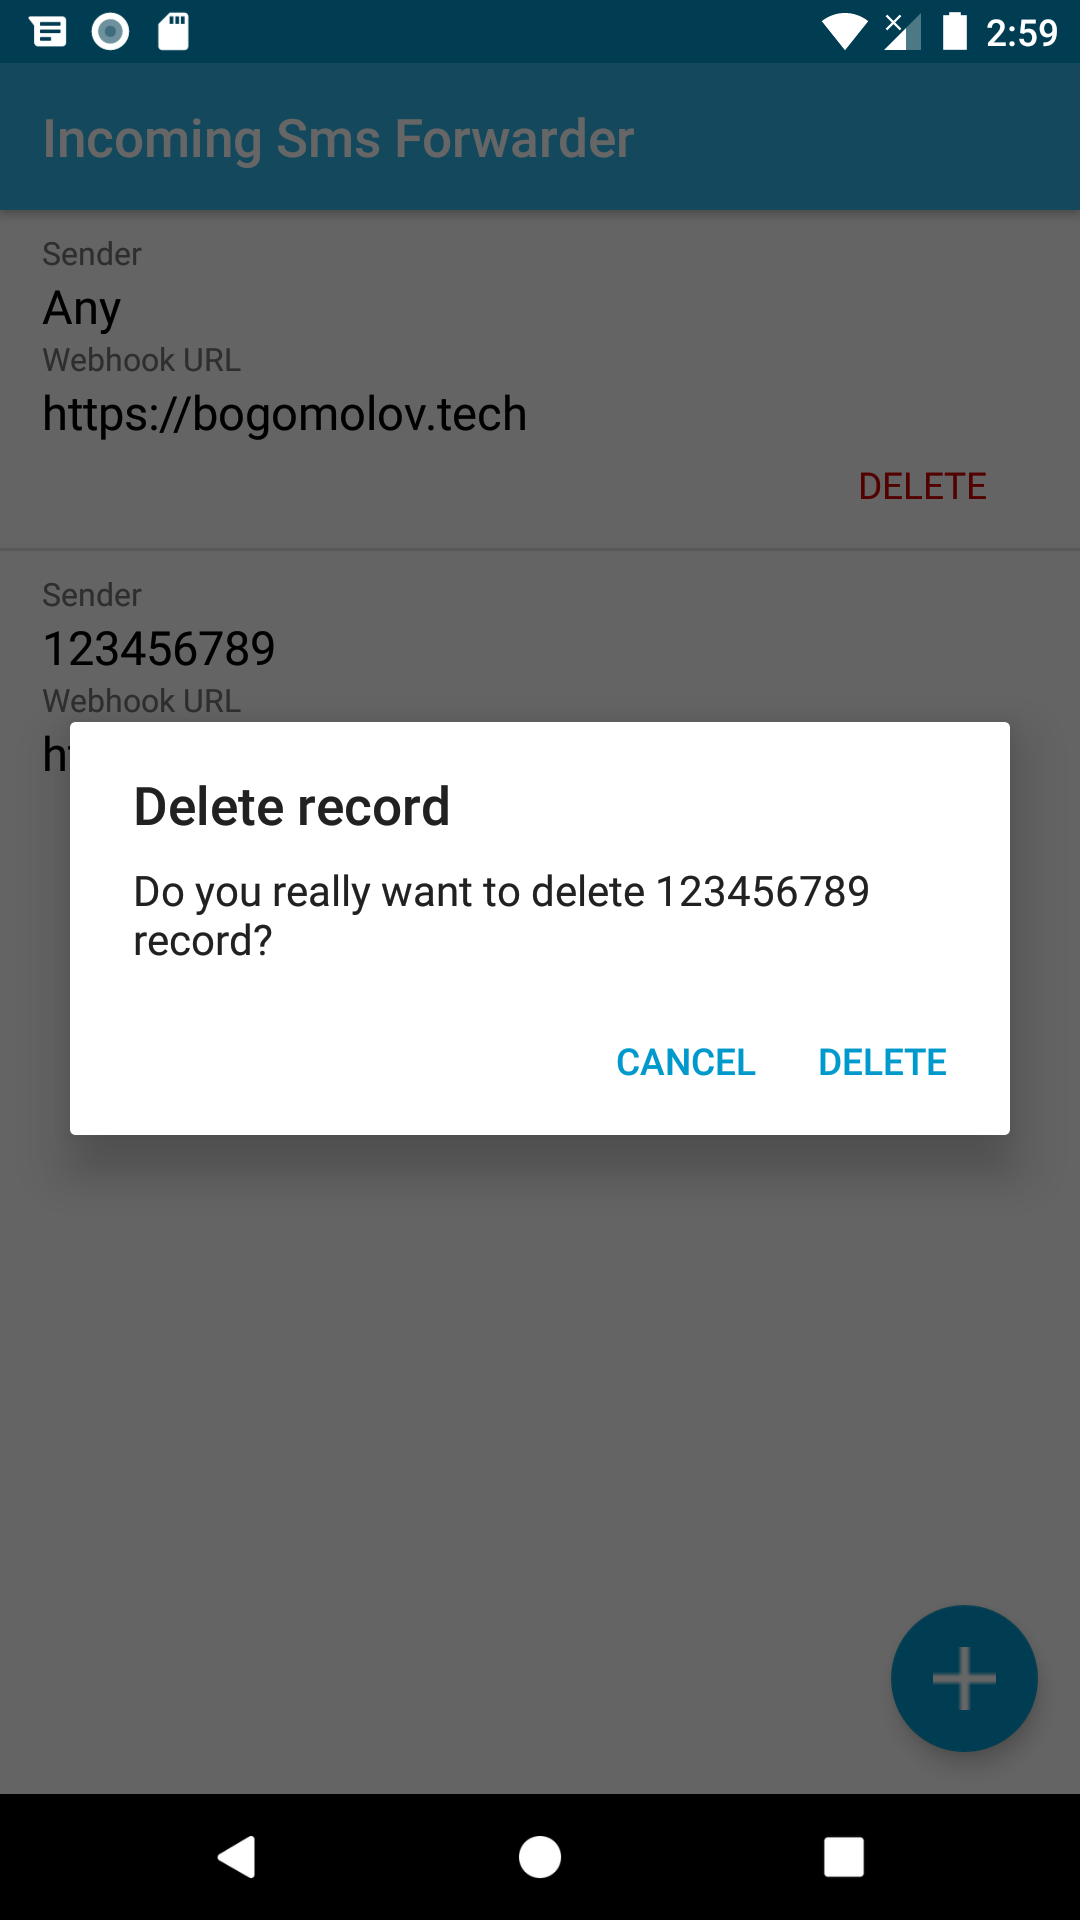 2:59
Incoming Sms Forwarder
Sender
Any
Webhook URL
https://bogomolov.tech
DELETE
Sender
123456789
Webhook URL
Delete record
Do you really want to delete 123456789
record?
CANCEL DELETE